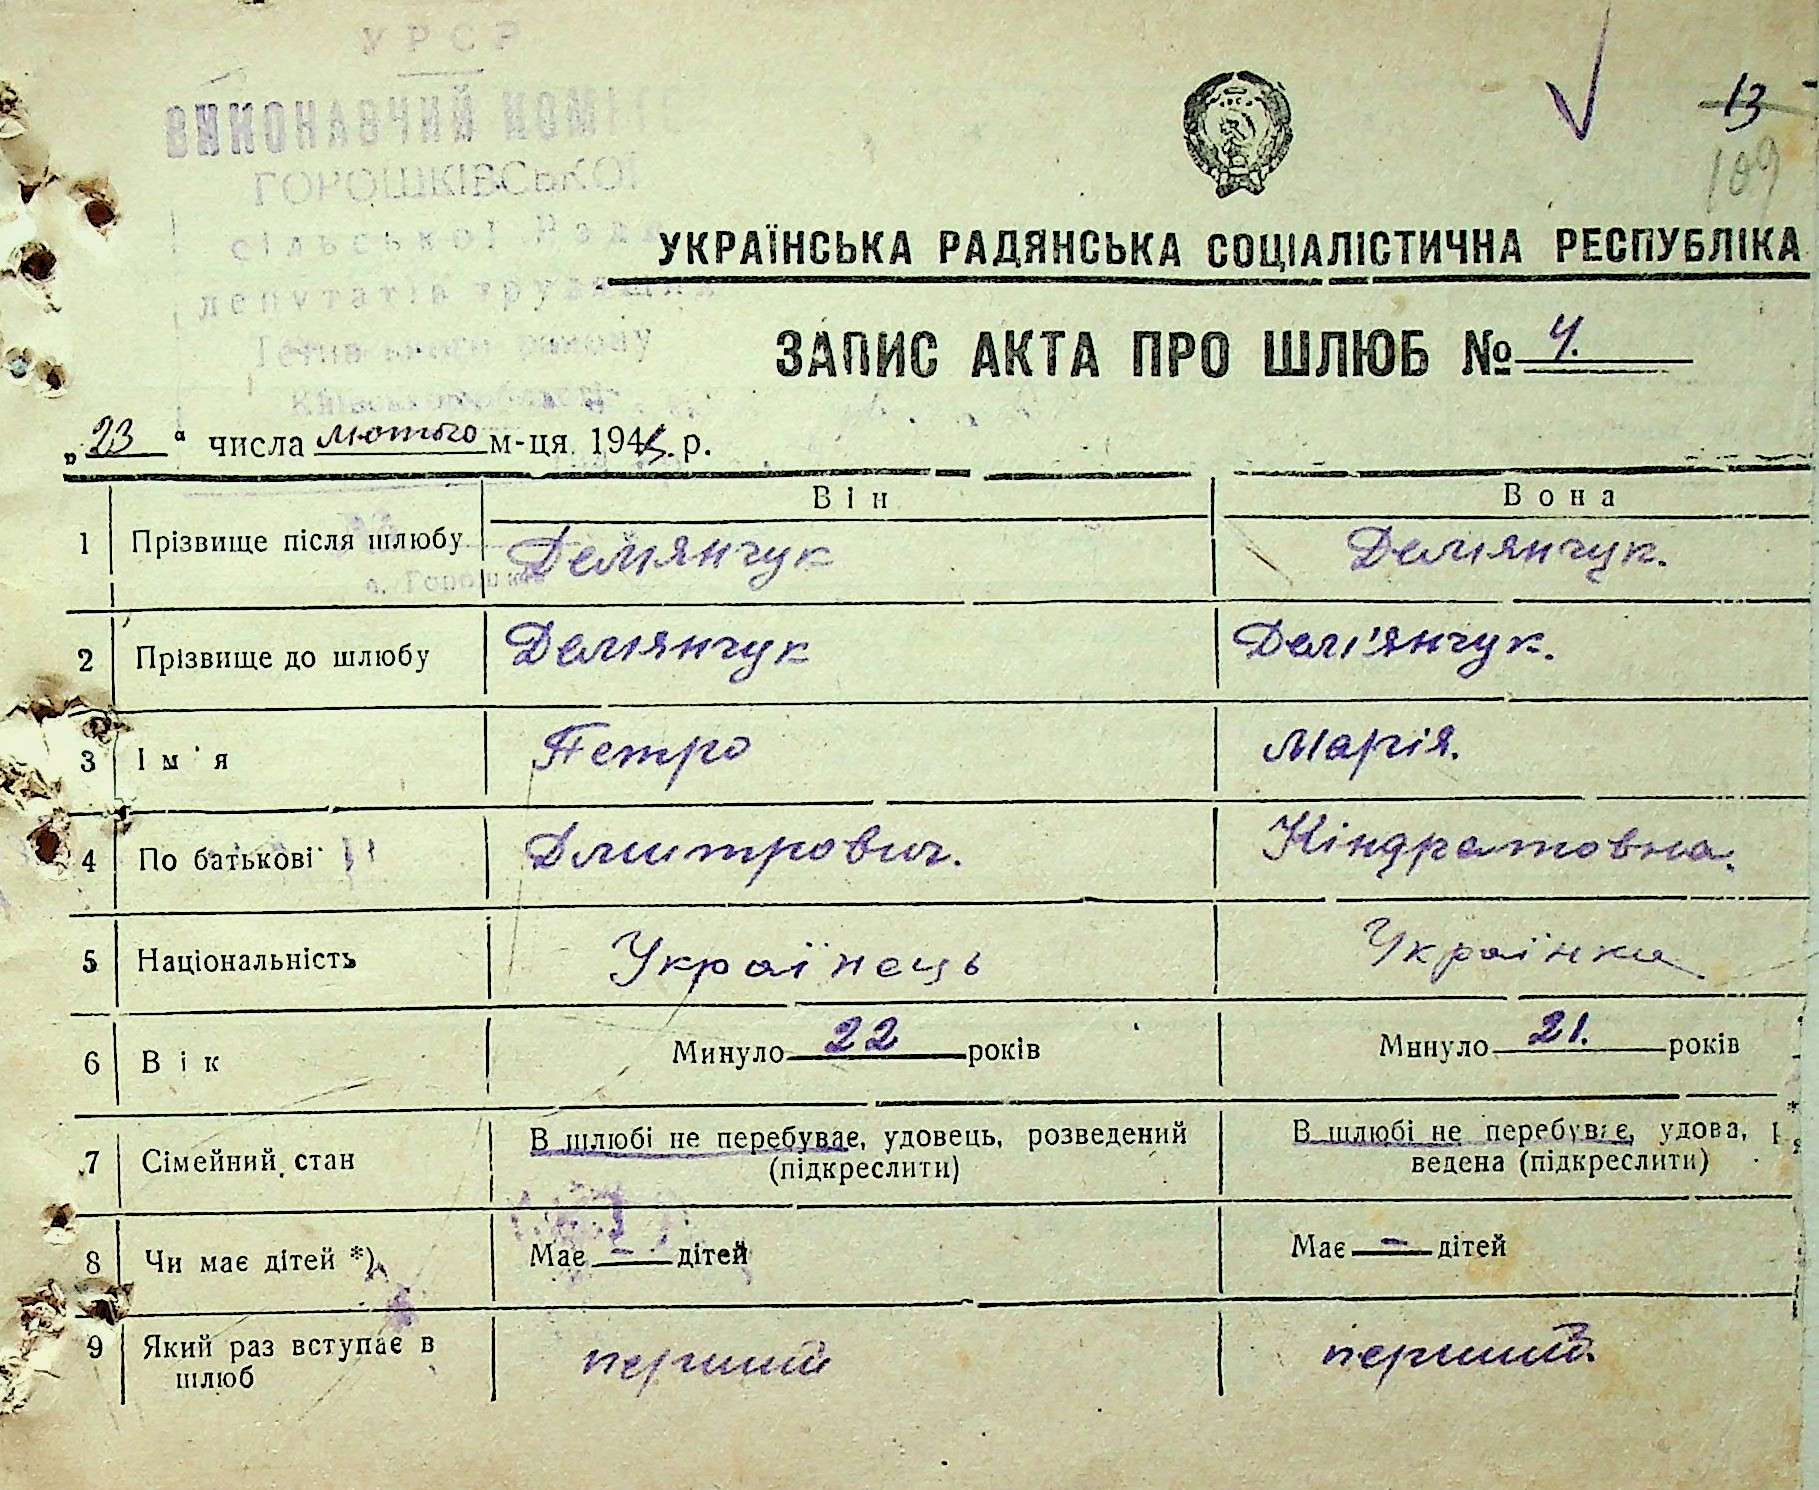 УРСР
ВИКОНАВЧИЙ КОМІТЕ
ГОРОШКІВСЬКОЇ
сільської Ради
депутатів трудящих
району
13
109
УКРАЇНСЬКА РАДЯНСЬКА СОЦІАЛІСТИЧНА РЕСПУБЛІКА
ЗАПИС АКТА ПРО ШЛЮБ № 4.
„23“ числа лютого м-ця 194 р.
Він Вона
1 Прізвище після шлюбу Демянчук Демянчук.
с. Горошків
2 Прізвище до шлюбу Демянчук Дем'янчук.
3 Ім'я Петро Марія.
4 По батькові Дмитрович. Кіндратовна.
5 Національність Українець Українка
6 Вік Минуло 22 років Минуло 21. років
7 Сімейний стан В шлюбі не перебуває, удовець, розведений (підкреслити) В шлюбі не перебуває, удова, р
ведена (підкреслити)
8 Чи має дітей *) Має — дітей Має — дітей
9 Який раз вступає в шлюб перший перший.